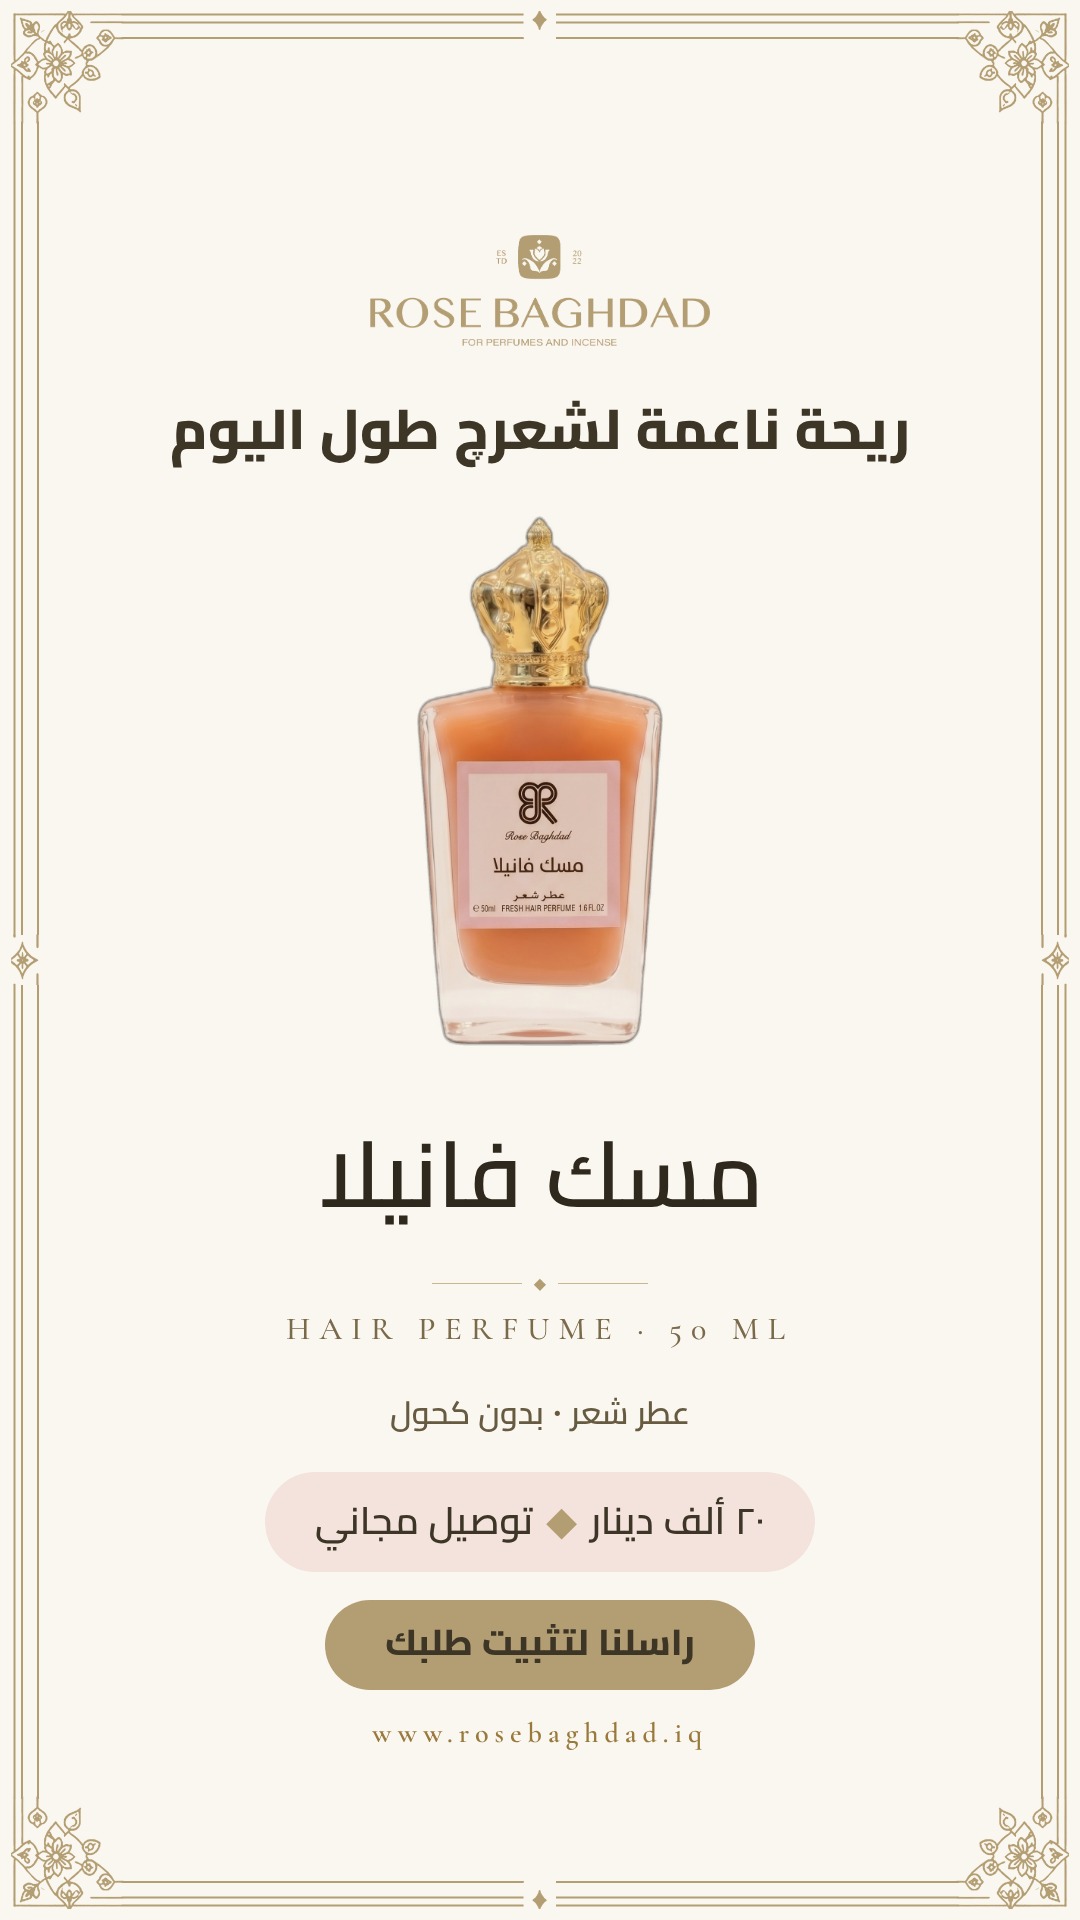 ES
TD
20
22
ROSE BAGHDAD
FOR PERFUMES AND INCENSE
ريحة ناعمة لشعرچ طول اليوم
Rose Baghdad
مسك فانيلا
عطر شعر
℮ 50ml FRESH HAIR PERFUME 1.6 FL.OZ
مسك فانيلا
HAIR PERFUME · 50 ML
عطر شعر · بدون كحول
٢٠ ألف دينار ◆ توصيل مجاني
راسلنا لتثبيت طلبك
www.rosebaghdad.iq